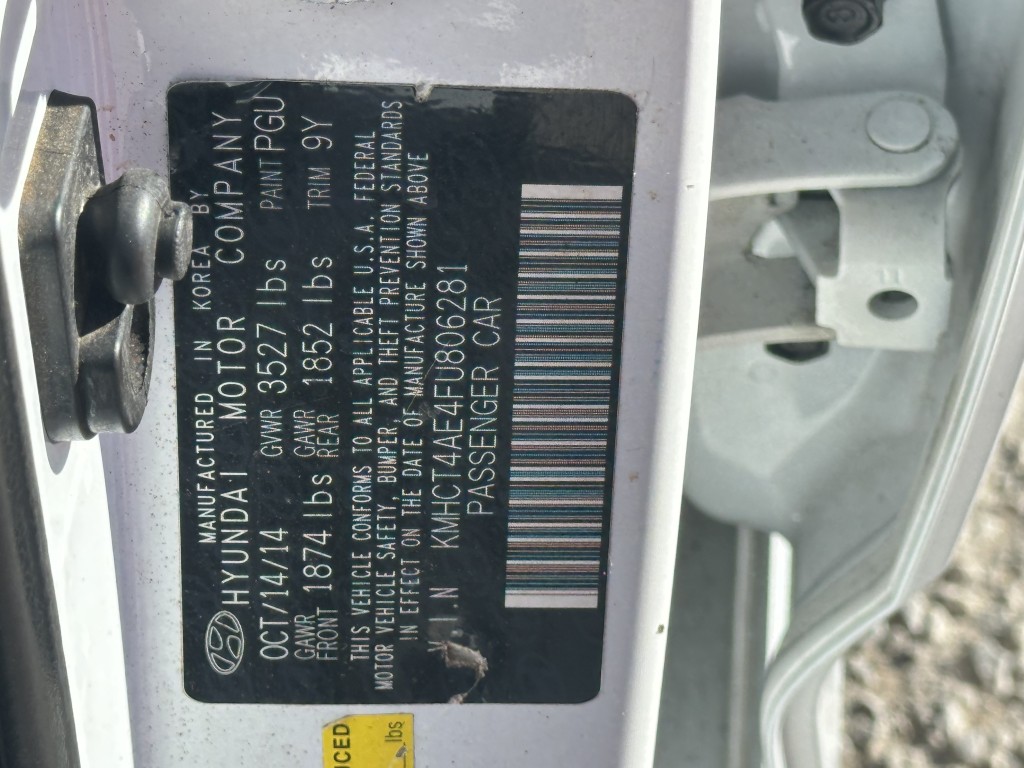 MANUFACTURED IN KOREA BY
HYUNDAI MOTOR COMPANY
OCT/14/14 GVWR 3527 lbs PAINT PGU
GAWR FRONT 1874 lbs GAWR REAR 1852 lbs TRIM 9Y
THIS VEHICLE CONFORMS TO ALL APPLICABLE U.S.A. FEDERAL
MOTOR VEHICLE SAFETY, BUMPER, AND THEFT PREVENTION STANDARDS
IN EFFECT ON THE DATE OF MANUFACTURE SHOWN ABOVE
V.I.N KMHCT4AE4FU806281
PASSENGER CAR
UCED
lbs